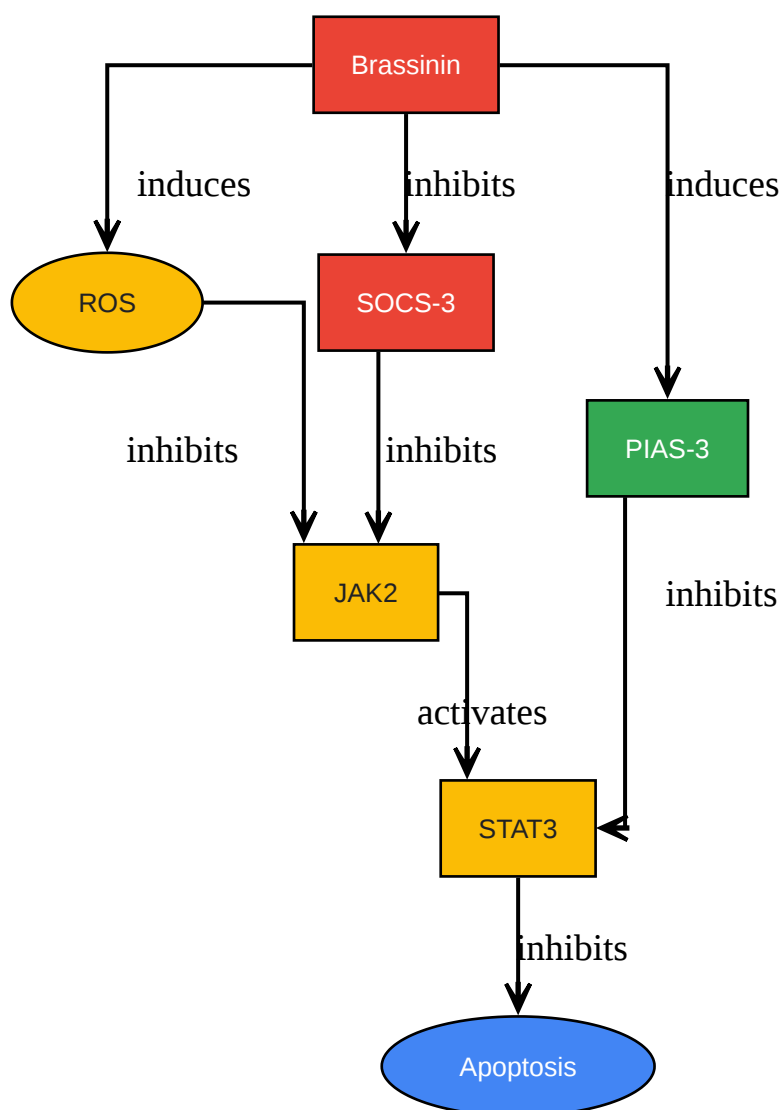 Brassinin
induces
inhibits
induces
ROS
SOCS-3
inhibits
inhibits
PIAS-3
JAK2
inhibits
activates
STAT3
inhibits
Apoptosis